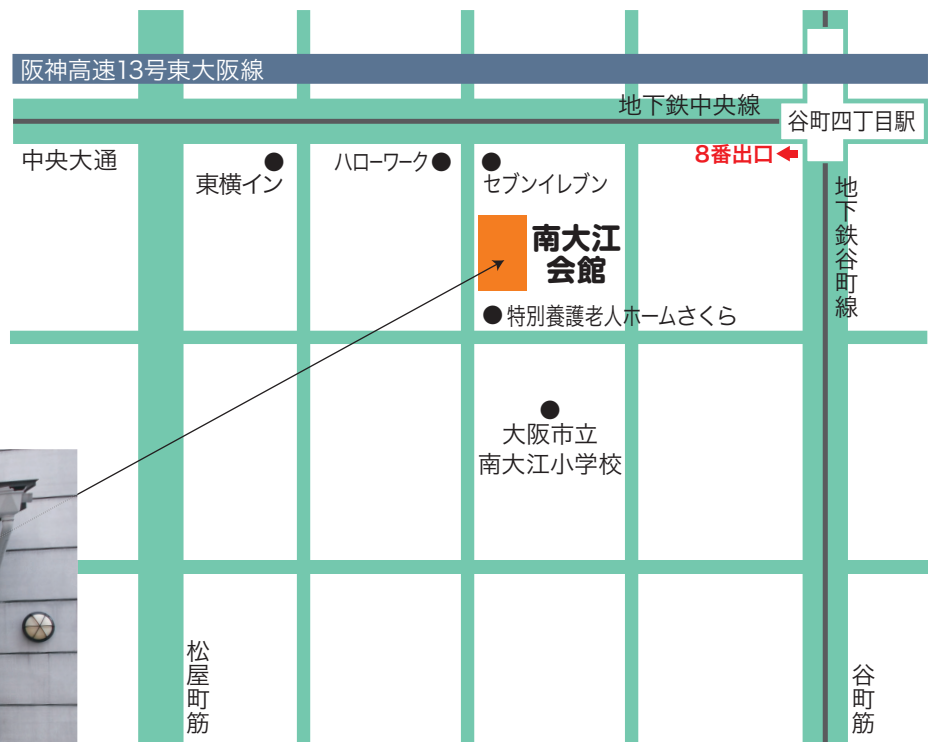 阪神高速13号東大阪線
地下鉄中央線
谷町四丁目駅
8番出口
中央大通
東横イン
ハローワーク
セブンイレブン
地下鉄谷町線
南大江
会館
特別養護老人ホームさくら
大阪市立
南大江小学校
松屋町筋
谷町筋